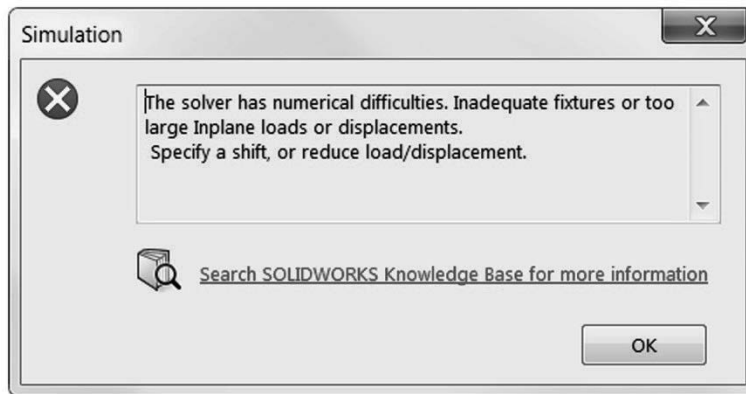 Simulation
The solver has numerical difficulties. Inadequate fixtures or too
large Inplane loads or displacements.
Specify a shift, or reduce load/displacement.
Search SOLIDWORKS Knowledge Base for more information
OK